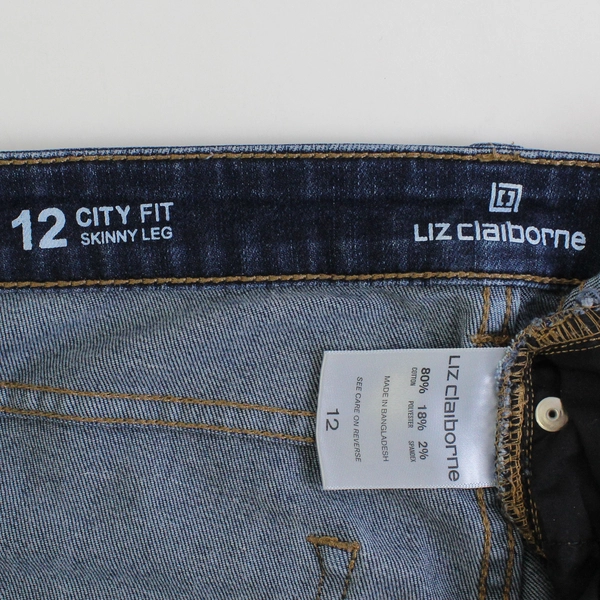 12 CITY FIT
SKINNY LEG
LIZ claiborne
LIZ claiborne
80% 18% 2%
COTTON POLYESTER SPANDEX
MADE IN BANGLADESH
SEE CARE ON REVERSE
12